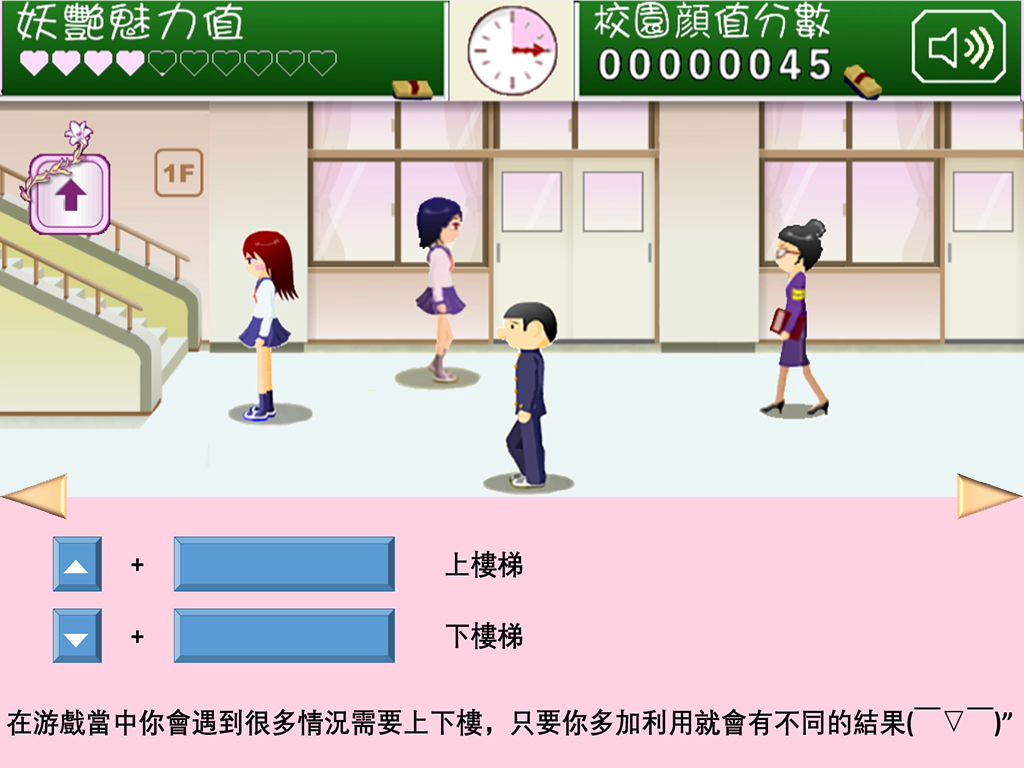 妖艷魅力值
校園顏值分數
00000045
1F
+ 上樓梯
+ 下樓梯
在游戲當中你會遇到很多情況需要上下樓，只要你多加利用就會有不同的結果(￣▽￣)”